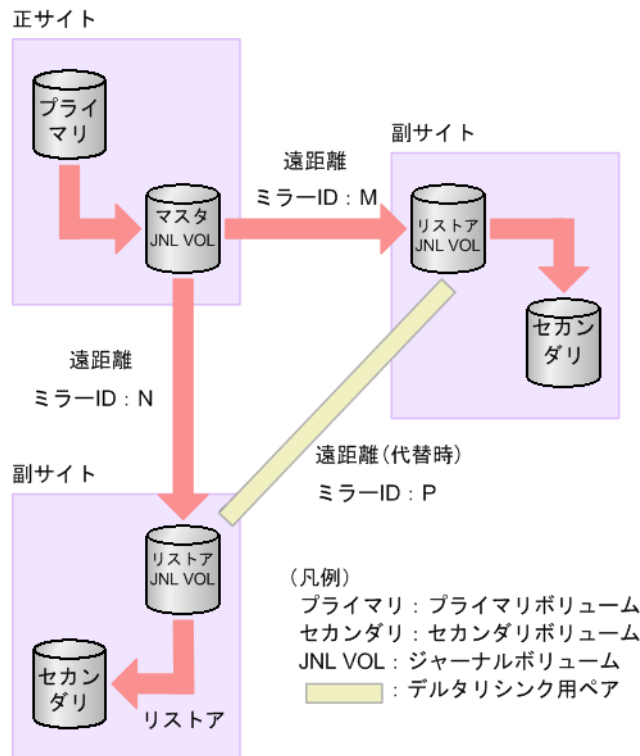 正サイト
プライ
マリ
マスタ
JNL VOL
遠距離
ミラーID：M
副サイト
リストア
JNL VOL
セカン
ダリ
遠距離
ミラーID：N
遠距離(代替時)
ミラーID：P
副サイト
リストア
JNL VOL
セカン
ダリ
リストア
(凡例)
プライマリ：プライマリボリューム
セカンダリ：セカンダリボリューム
JNL VOL：ジャーナルボリューム
：デルタリシンク用ペア